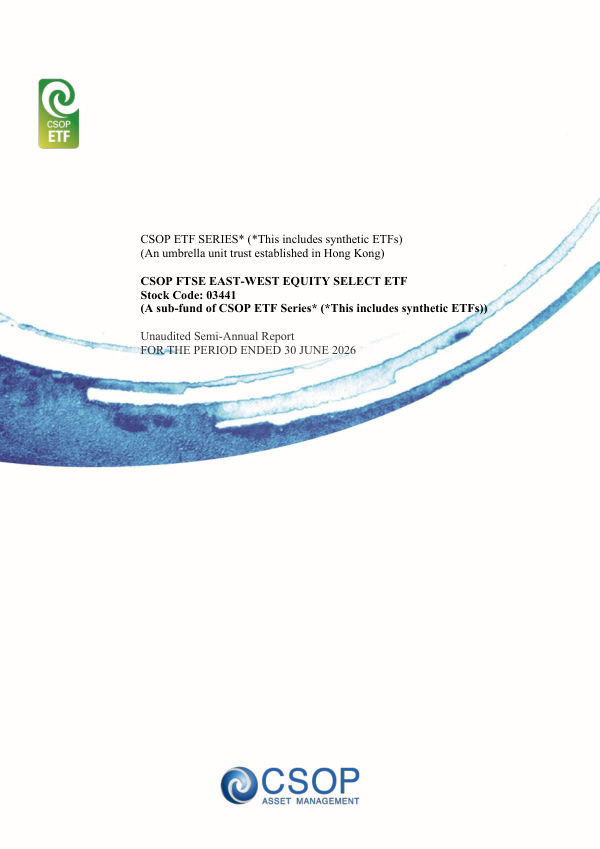 CSOP
ETF
CSOP ETF SERIES* (*This includes synthetic ETFs)
(An umbrella unit trust established in Hong Kong)
CSOP FTSE EAST-WEST EQUITY SELECT ETF
Stock Code: 03441
(A sub-fund of CSOP ETF Series* (*This includes synthetic ETFs))
Unaudited Semi-Annual Report
FOR THE PERIOD ENDED 30 JUNE 2026
CSOP
ASSET MANAGEMENT